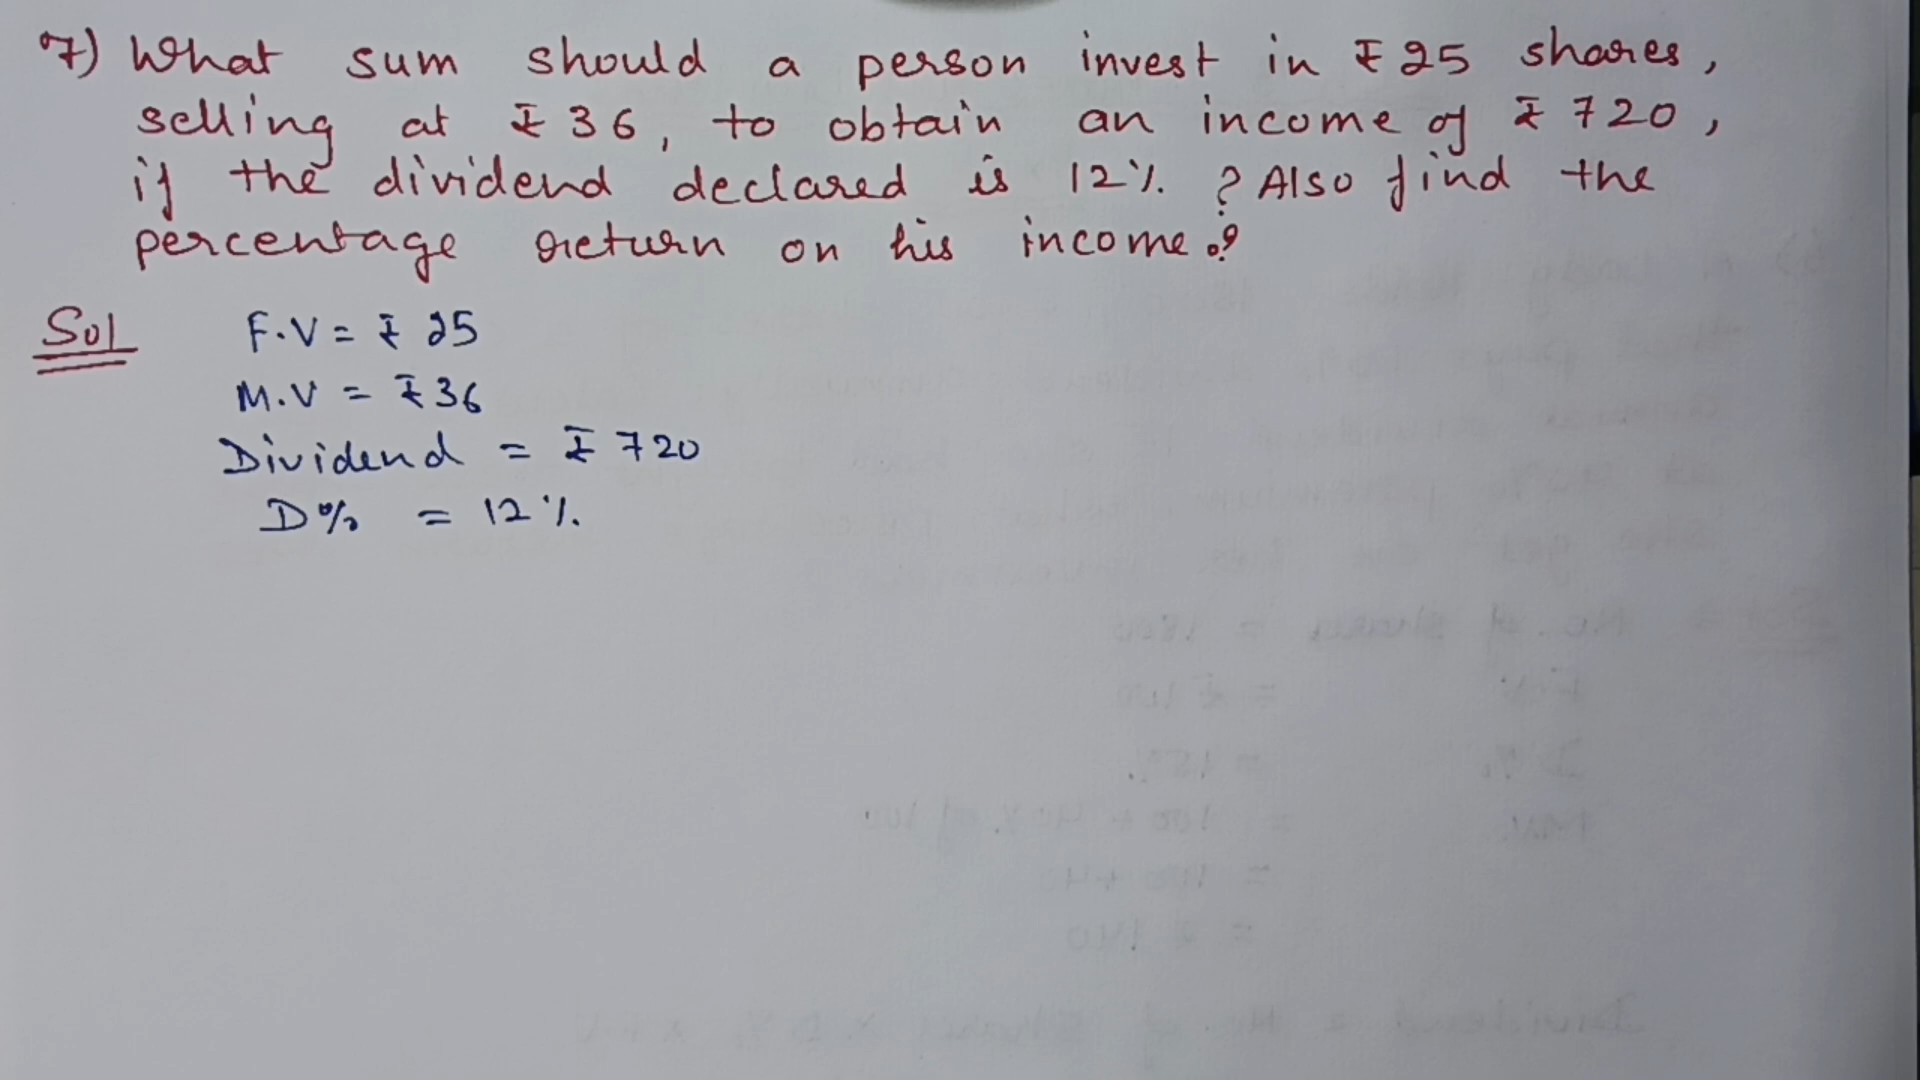 7) What sum should a person invest in ₹25 shares,
selling at ₹36, to obtain an income of ₹720,
if the dividend declared is 12%. ? Also find the
percentage return on his income.?
Sol F.V = ₹25
M.V = ₹36
Dividend = ₹720
D% = 12%.